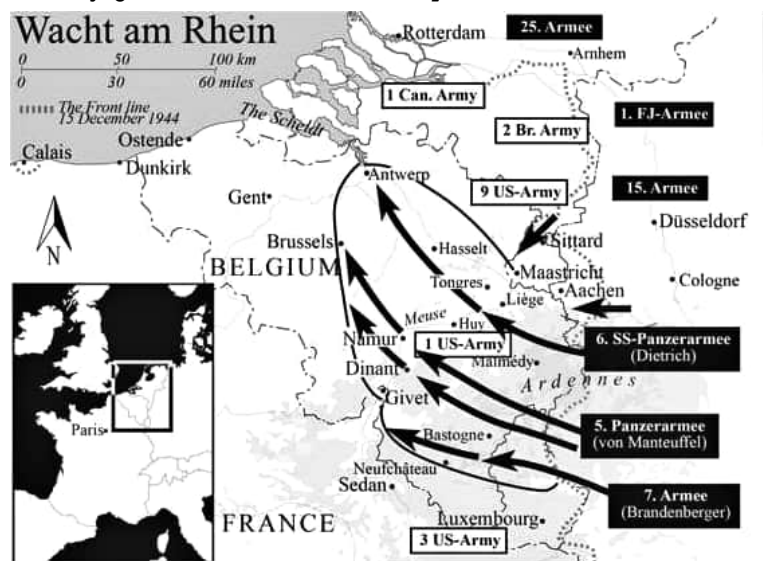 Wacht am Rhein
0 50 100 km
0 30 60 miles
The Front line
15 December 1944
Rotterdam
25. Armee
Arnhem
1 Can. Army
The Scheldt
2 Br. Army
1. FJ-Armee
Ostende
Calais
Dunkirk
Antwerp
9 US-Army
15. Armee
Gent
Düsseldorf
N
Brussels
Hasselt
Sittard
BELGIUM
Maastricht
Tongres
Aachen
Cologne
Liège
Meuse
Huy
Namur
1 US-Army
6. SS-Panzerarmee
(Dietrich)
Dinant
Malmédy
Ardennes
Givet
Paris
Bastogne
5. Panzerarmee
(von Manteuffel)
Neufchâteau
Sedan
7. Armee
(Brandenberger)
FRANCE
Luxembourg
3 US-Army